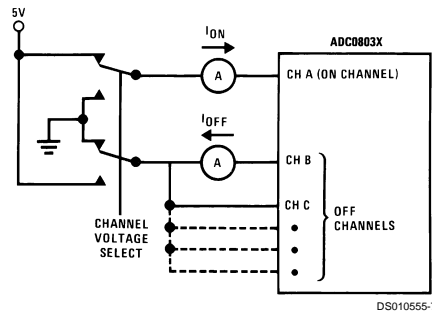 5V
ION
A
ADC0803X
CH A (ON CHANNEL)
IOFF
A
CH B
CH C
OFF
CHANNELS
CHANNEL
VOLTAGE
SELECT
DS010555-